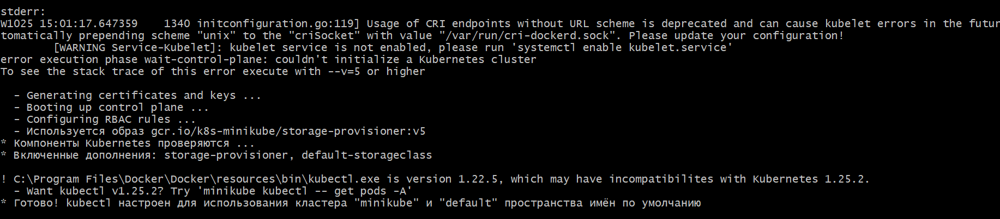 stderr:
W1025 15:01:17.647359    1340 initconfiguration.go:119] Usage of CRI endpoints without URL scheme is deprecated and can cause kubelet errors in the futur
tomatically prepending scheme "unix" to the "criSocket" with value "/var/run/cri-dockerd.sock". Please update your configuration!
        [WARNING Service-Kubelet]: kubelet service is not enabled, please run 'systemctl enable kubelet.service'
error execution phase wait-control-plane: couldn't initialize a Kubernetes cluster
To see the stack trace of this error execute with --v=5 or higher
  - Generating certificates and keys ...
  - Booting up control plane ...
  - Configuring RBAC rules ...
  - Используется образ gcr.io/k8s-minikube/storage-provisioner:v5
* Компоненты Kubernetes проверяются ...
* Включенные дополнения: storage-provisioner, default-storageclass
! C:\Program Files\Docker\Docker\resources\bin\kubectl.exe is version 1.22.5, which may have incompatibilites with Kubernetes 1.25.2.
  - Want kubectl v1.25.2? Try 'minikube kubectl -- get pods -A'
* Готово! kubectl настроен для использования кластера "minikube" и "default" пространства имён по умолчанию